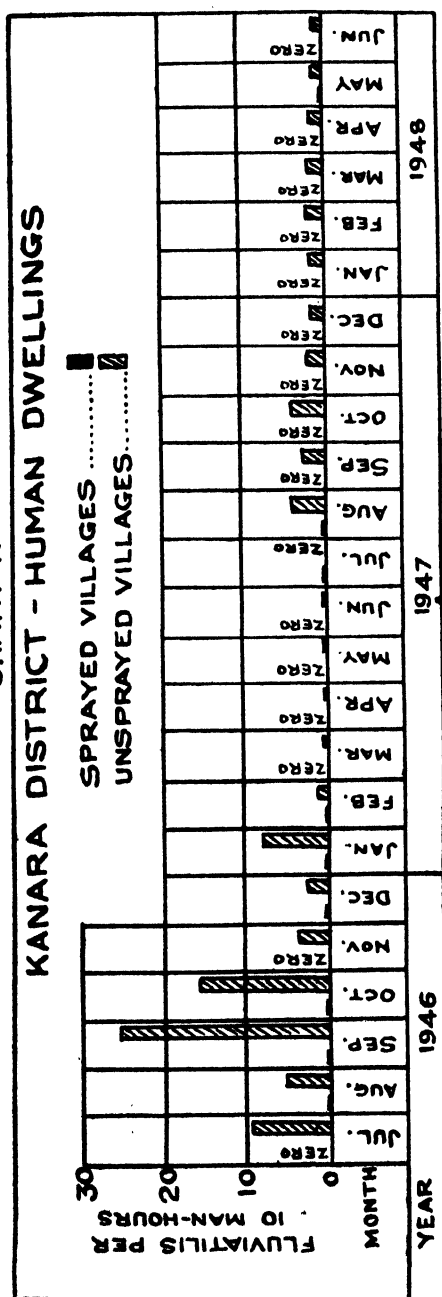 KANARA DISTRICT - HUMAN DWELLINGS
SPRAYED VILLAGES ..........
UNSPRAYED VILLAGES ..........
FLUVIATILIS PER
10 MAN-HOURS
30
20
10
0
ZERO ZERO ZERO ZERO ZERO ZERO ZERO ZERO ZERO ZERO ZERO ZERO ZERO ZERO ZERO ZERO
MONTH JUL. AUG. SEP. OCT. NOV. DEC. JAN. FEB. MAR. APR. MAY. JUN. JUL. AUG. SEP. OCT. NOV. DEC. JAN. FEB. MAR. APR. MAY JUN.
YEAR 1946 1947 1948